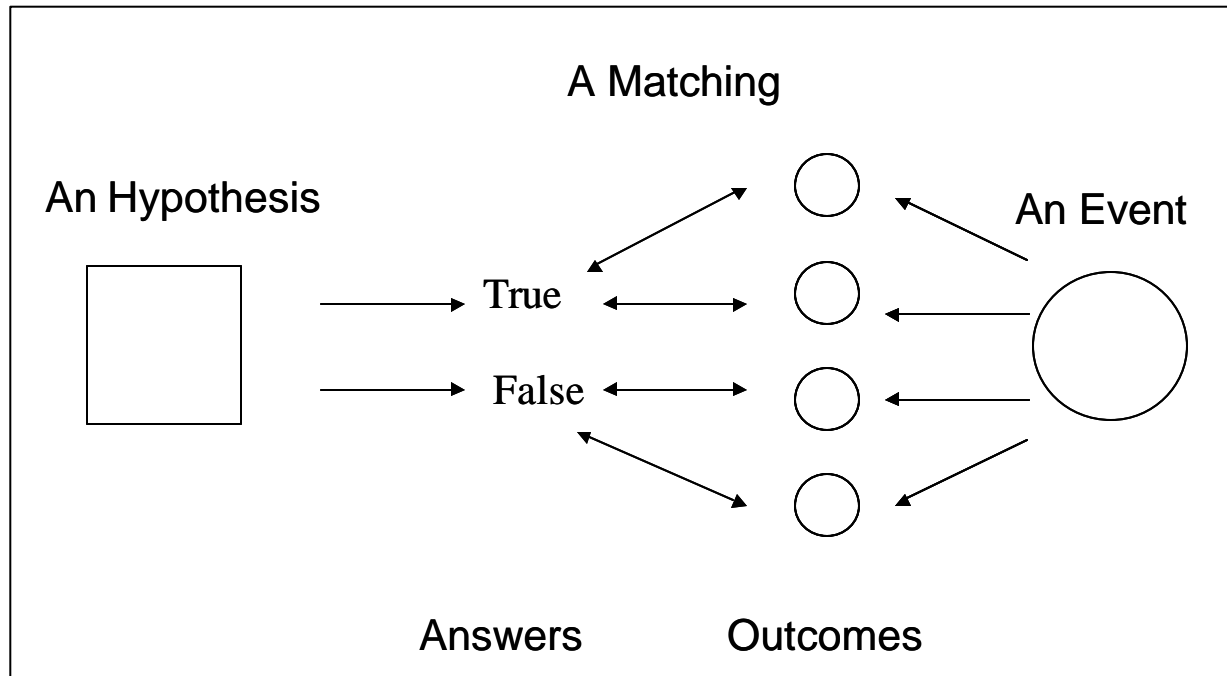 A Matching
An Hypothesis
An Event
True
False
Answers
Outcomes